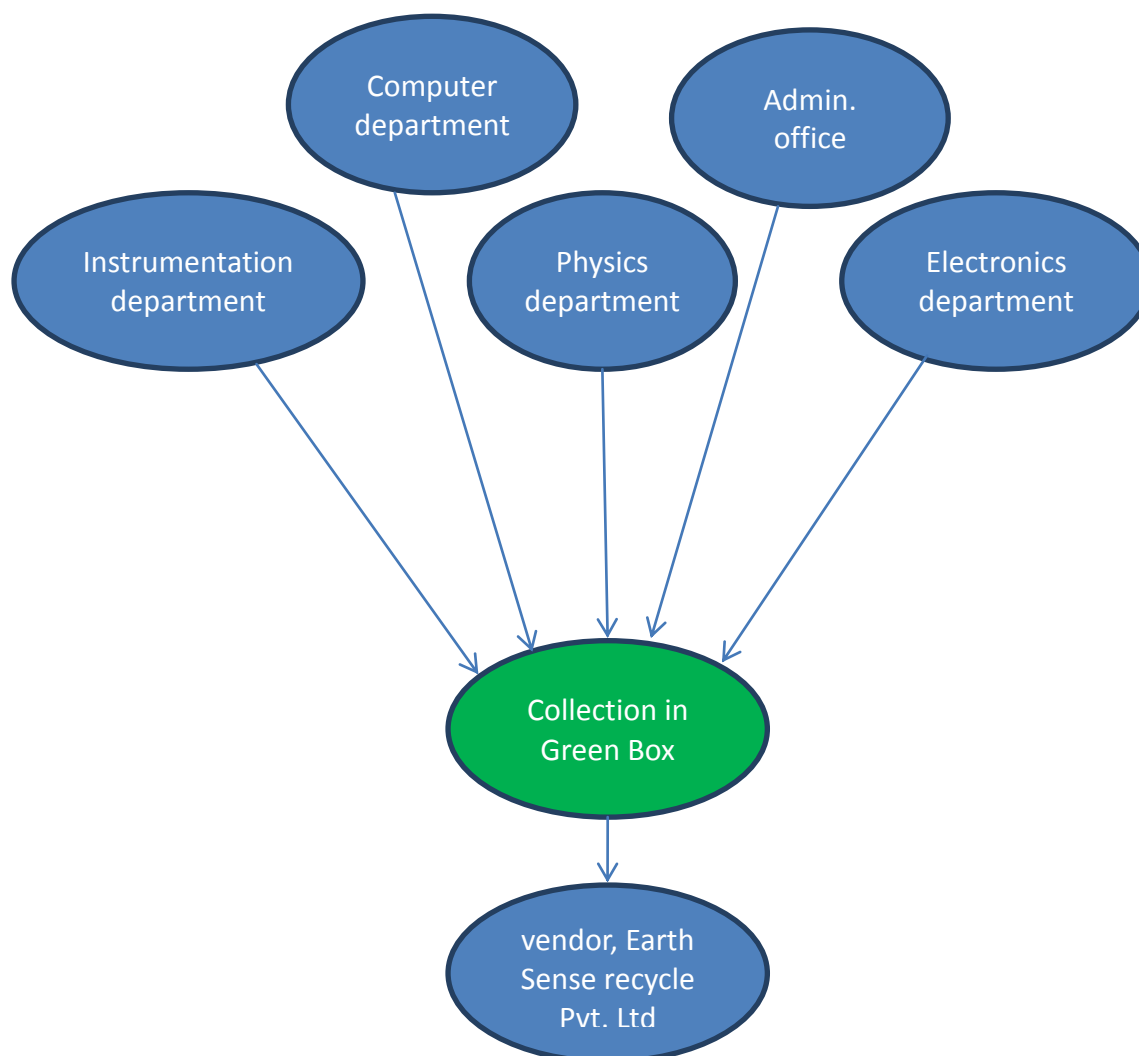 Computer
department
Admin.
office
Instrumentation
department
Physics
department
Electronics
department
Collection in
Green Box
vendor, Earth
Sense recycle
Pvt. Ltd